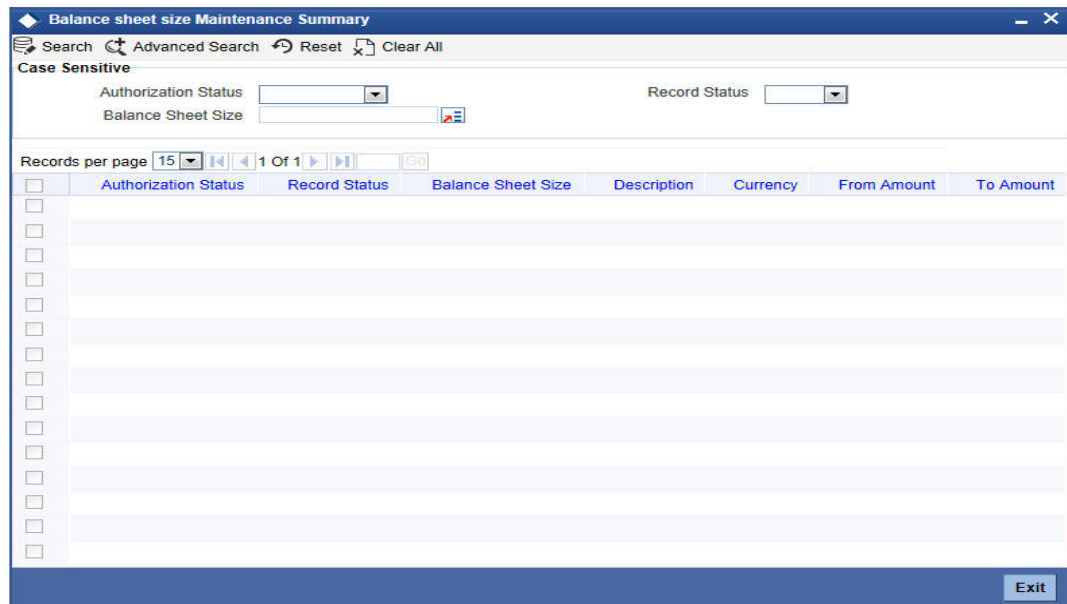 Balance sheet size Maintenance Summary
Search Advanced Search Reset Clear All
Case Sensitive
Authorization Status Record Status
Balance Sheet Size
Records per page 15 1 Of 1 Go
Authorization Status Record Status Balance Sheet Size Description Currency From Amount To Amount
Exit